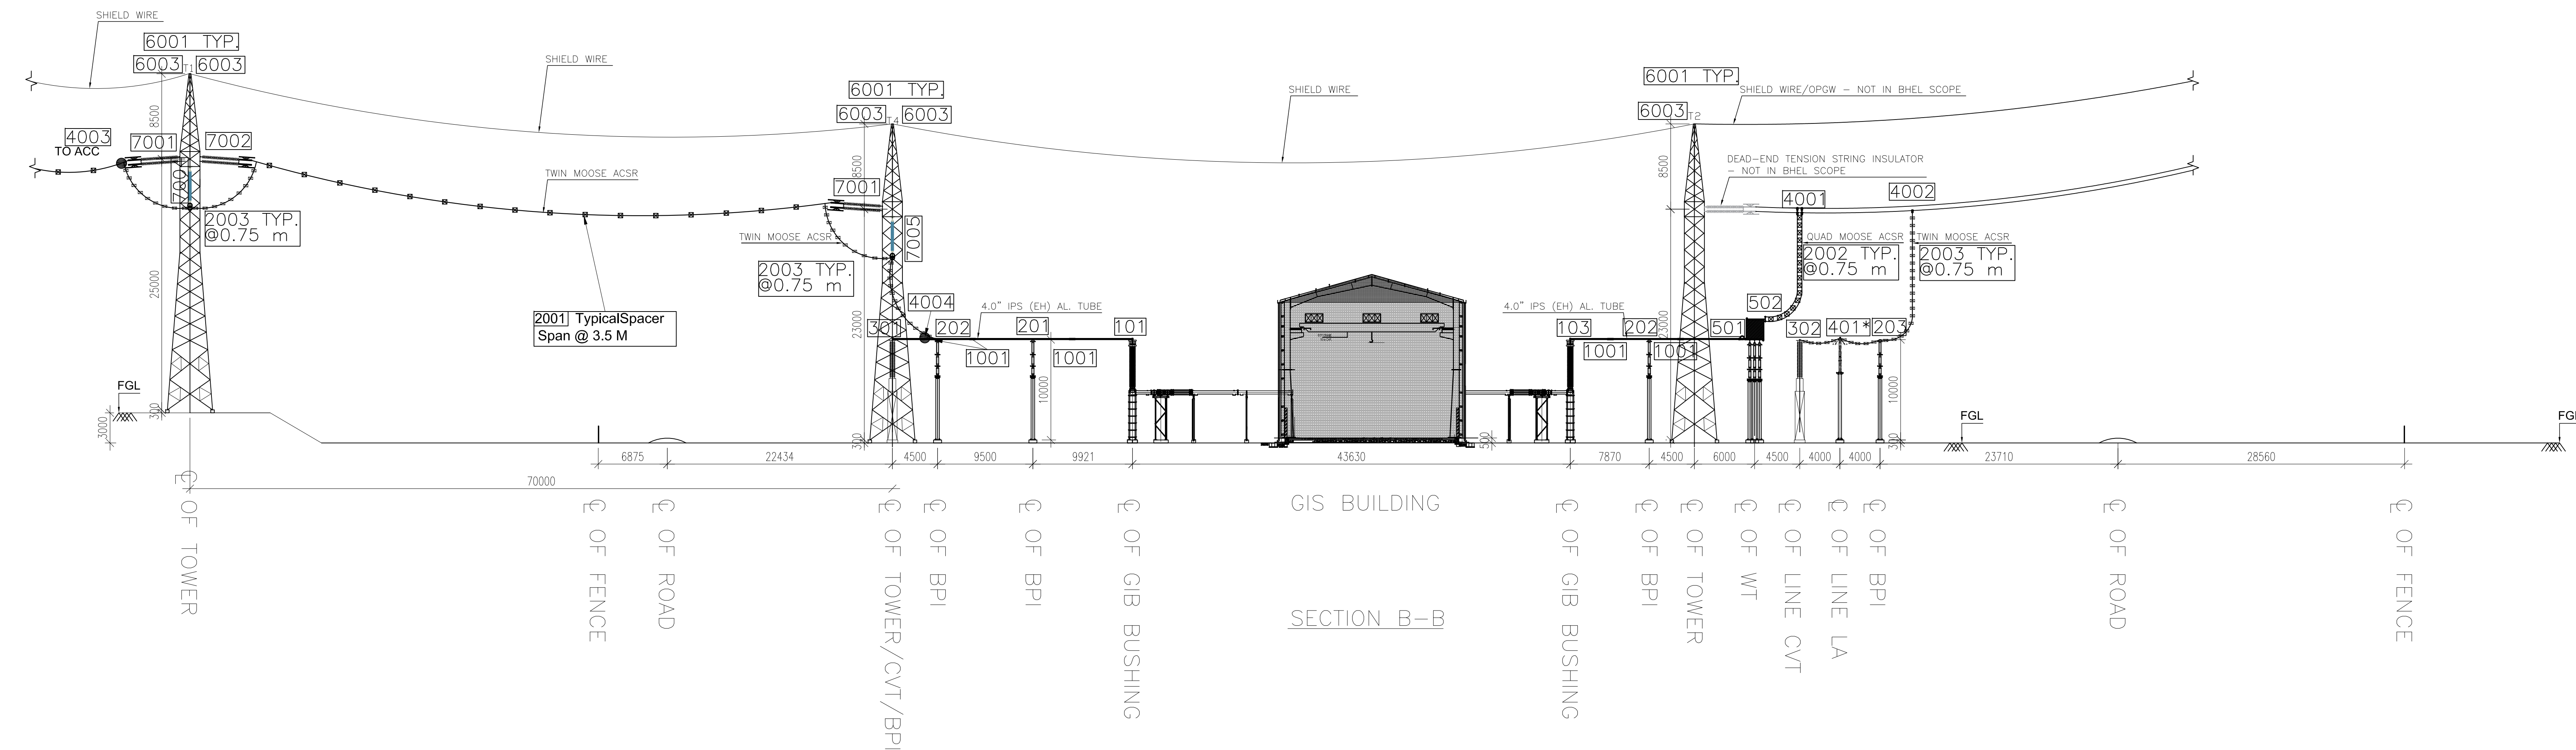 SHIELD WIRE
6001 TYP.
6003
T1
6003
8500
4003
TO ACC
7001
7002
2003 TYP.
@0.75 m
25000
FGL
300
3000
SHIELD WIRE
TWIN MOOSE ACSR
2001 TypicalSpacer
Span @ 3.5 M
6001 TYP.
6003
T4
6003
8500
7001
7005
TWIN MOOSE ACSR
2003 TYP.
@0.75 m
23000
4004
301
202
4.0" IPS (EH) AL. TUBE
201
101
1001
1001
10000
300
SHIELD WIRE
500
6001 TYP.
6003
T2
SHIELD WIRE/OPGW - NOT IN BHEL SCOPE
8500
DEAD-END TENSION STRING INSULATOR
- NOT IN BHEL SCOPE
4001
4002
QUAD MOOSE ACSR
2002 TYP.
@0.75 m
TWIN MOOSE ACSR
2003 TYP.
@0.75 m
4.0" IPS (EH) AL. TUBE
103
202
23000
501
502
302
401*
203
1001
1001
10000
300
FGL
FGL
6875
22434
4500
9500
9921
43630
7870
4500
6000
4500
4000
4000
23710
28560
70000
℄ OF TOWER
℄ OF FENCE
℄ OF ROAD
℄ OF TOWER/CVT/BPI
℄ OF BPI
℄ OF BPI
℄ OF GIB BUSHING
GIS BUILDING
SECTION B-B
℄ OF GIB BUSHING
℄ OF BPI
℄ OF TOWER
℄ OF WT
℄ OF LINE CVT
℄ OF LINE LA
℄ OF BPI
℄ OF ROAD
℄ OF FENCE